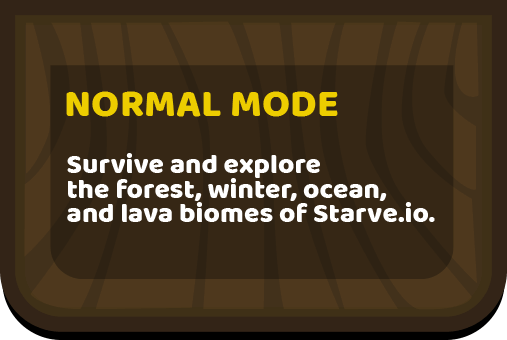 NORMAL MODE
Survive and explore
the forest, winter, ocean,
and lava biomes of Starve.io.